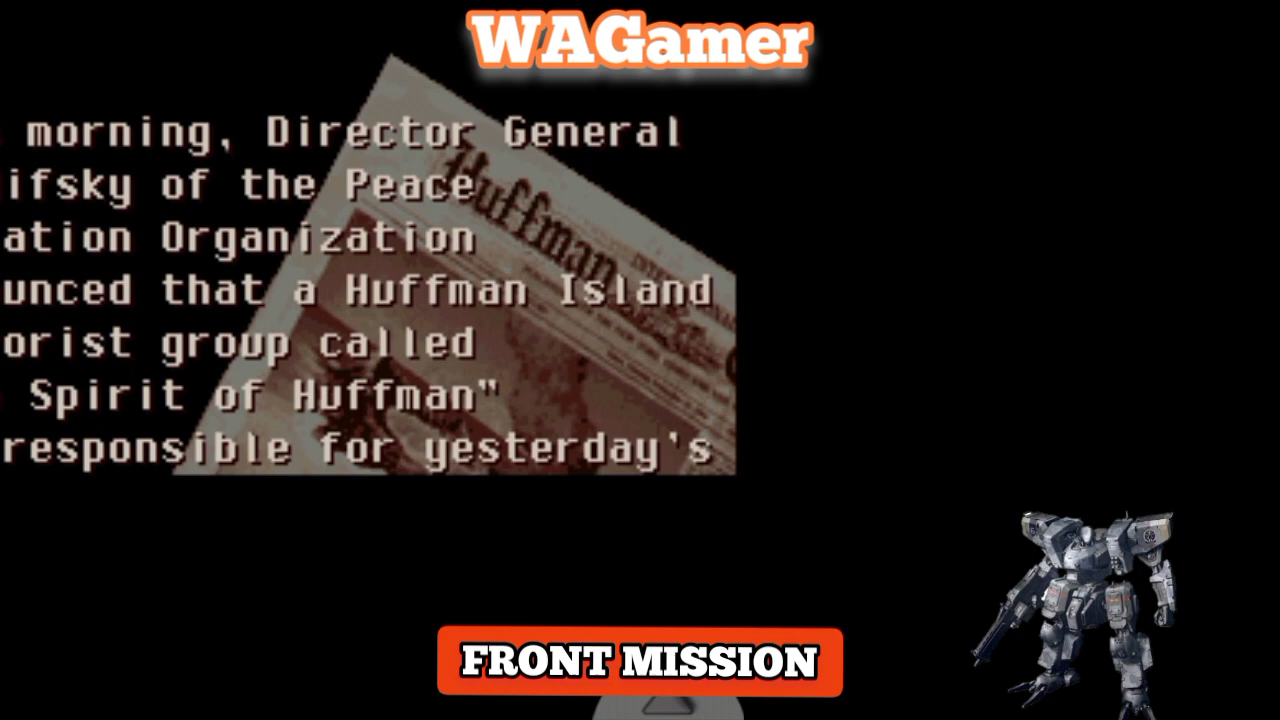 WAGamer
morning, Director General
ifsky of the Peace
ation Organization
unced that a Huffman Island
orist group called
Spirit of Huffman"
responsible for yesterday's
Huffman
FRONT MISSION